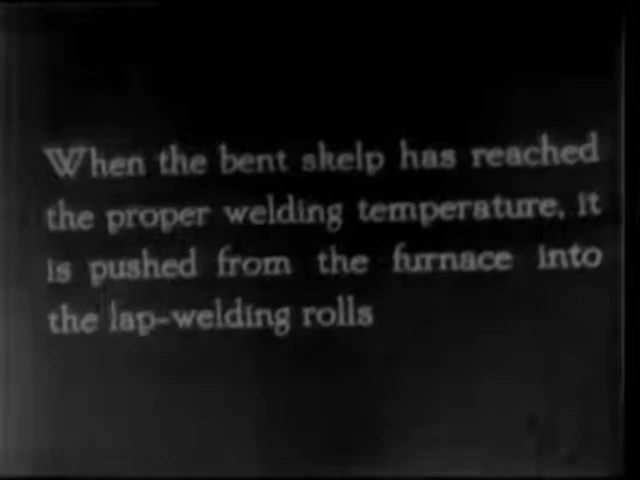 When the bent skelp has reached
the proper welding temperature, it
is pushed from the furnace into
the lap-welding rolls